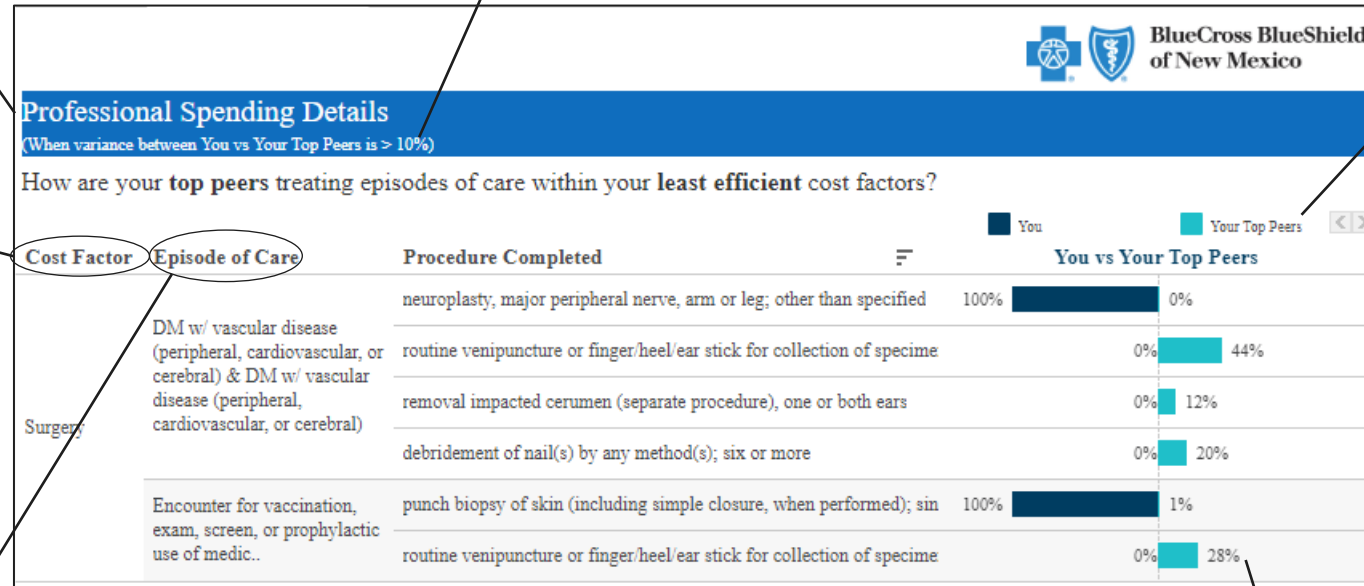 BlueCross BlueShield
of New Mexico
Professional Spending Details
(When variance between You vs Your Top Peers is > 10%)
How are your top peers treating episodes of care within your least efficient cost factors?
You
Your Top Peers
Cost Factor Episode of Care Procedure Completed You vs Your Top Peers
Surgery
DM w/ vascular disease
(peripheral, cardiovascular, or
cerebral) & DM w/ vascular
disease (peripheral,
cardiovascular, or cerebral)
neuroplasty, major peripheral nerve, arm or leg; other than specified 100% 0%
routine venipuncture or finger/heel/ear stick for collection of specime 0% 44%
removal impacted cerumen (separate procedure), one or both ears 0% 12%
debridement of nail(s) by any method(s); six or more 0% 20%
Encounter for vaccination,
exam, screen, or prophylactic
use of medic..
punch biopsy of skin (including simple closure, when performed); sin 100% 1%
routine venipuncture or finger/heel/ear stick for collection of specime 0% 28%